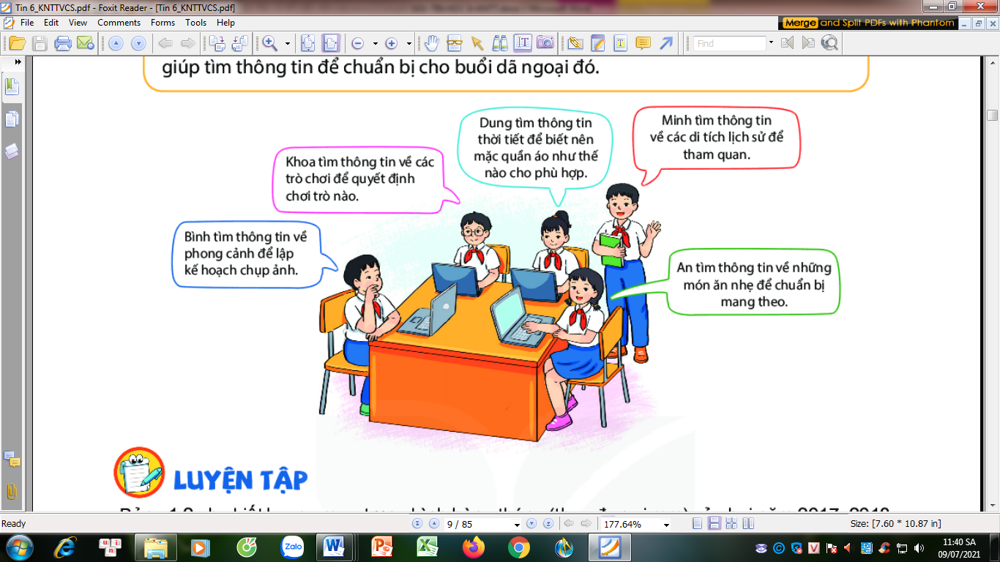 Tin 6_KNTTVCS.pdf - Foxit Reader - [Tin 6_KNTTVCS.pdf]
File Edit View Comments Forms Tools Help
Merge and Split PDFs with Phantom
Find
giúp tìm thông tin để chuẩn bị cho buổi dã ngoại đó.
Dung tìm thông tin
thời tiết để biết nên
mặc quần áo như thế
nào cho phù hợp.
Minh tìm thông tin
về các di tích lịch sử để
tham quan.
Khoa tìm thông tin về các
trò chơi để quyết định
chơi trò nào.
Bình tìm thông tin về
phong cảnh để lập
kế hoạch chụp ảnh.
An tìm thông tin về những
món ăn nhẹ để chuẩn bị
mang theo.
LUYỆN TẬP
Ready
9 / 85
177.64%
Size: [7.60 * 10.87 in]
Zalo
11:40 SA
09/07/2021